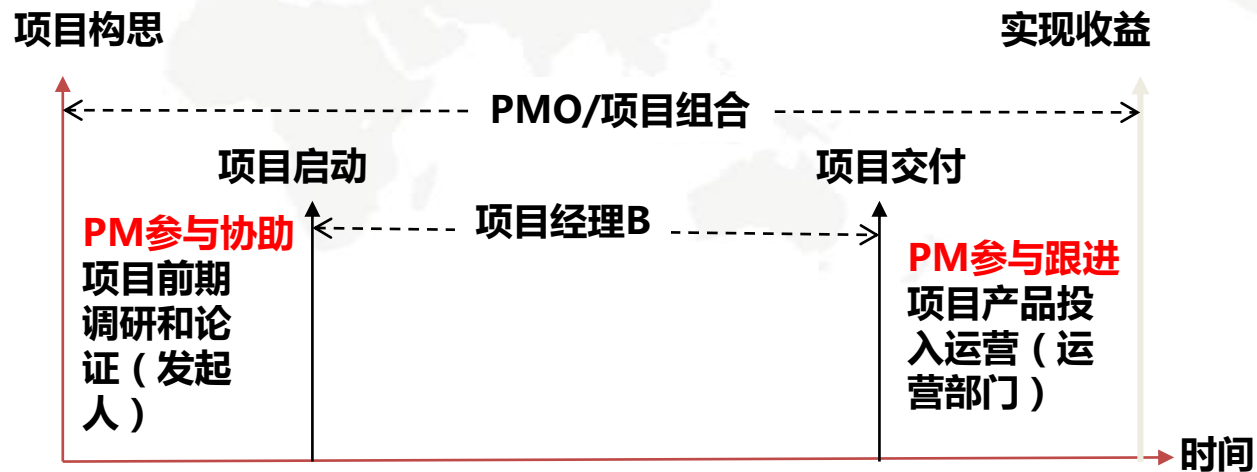 项目构思
实现收益
PMO/项目组合
项目启动
项目交付
PM参与协助
项目前期
调研和论
证（发起
人）
项目经理B
PM参与跟进
项目产品投
入运营（运
营部门）
时间